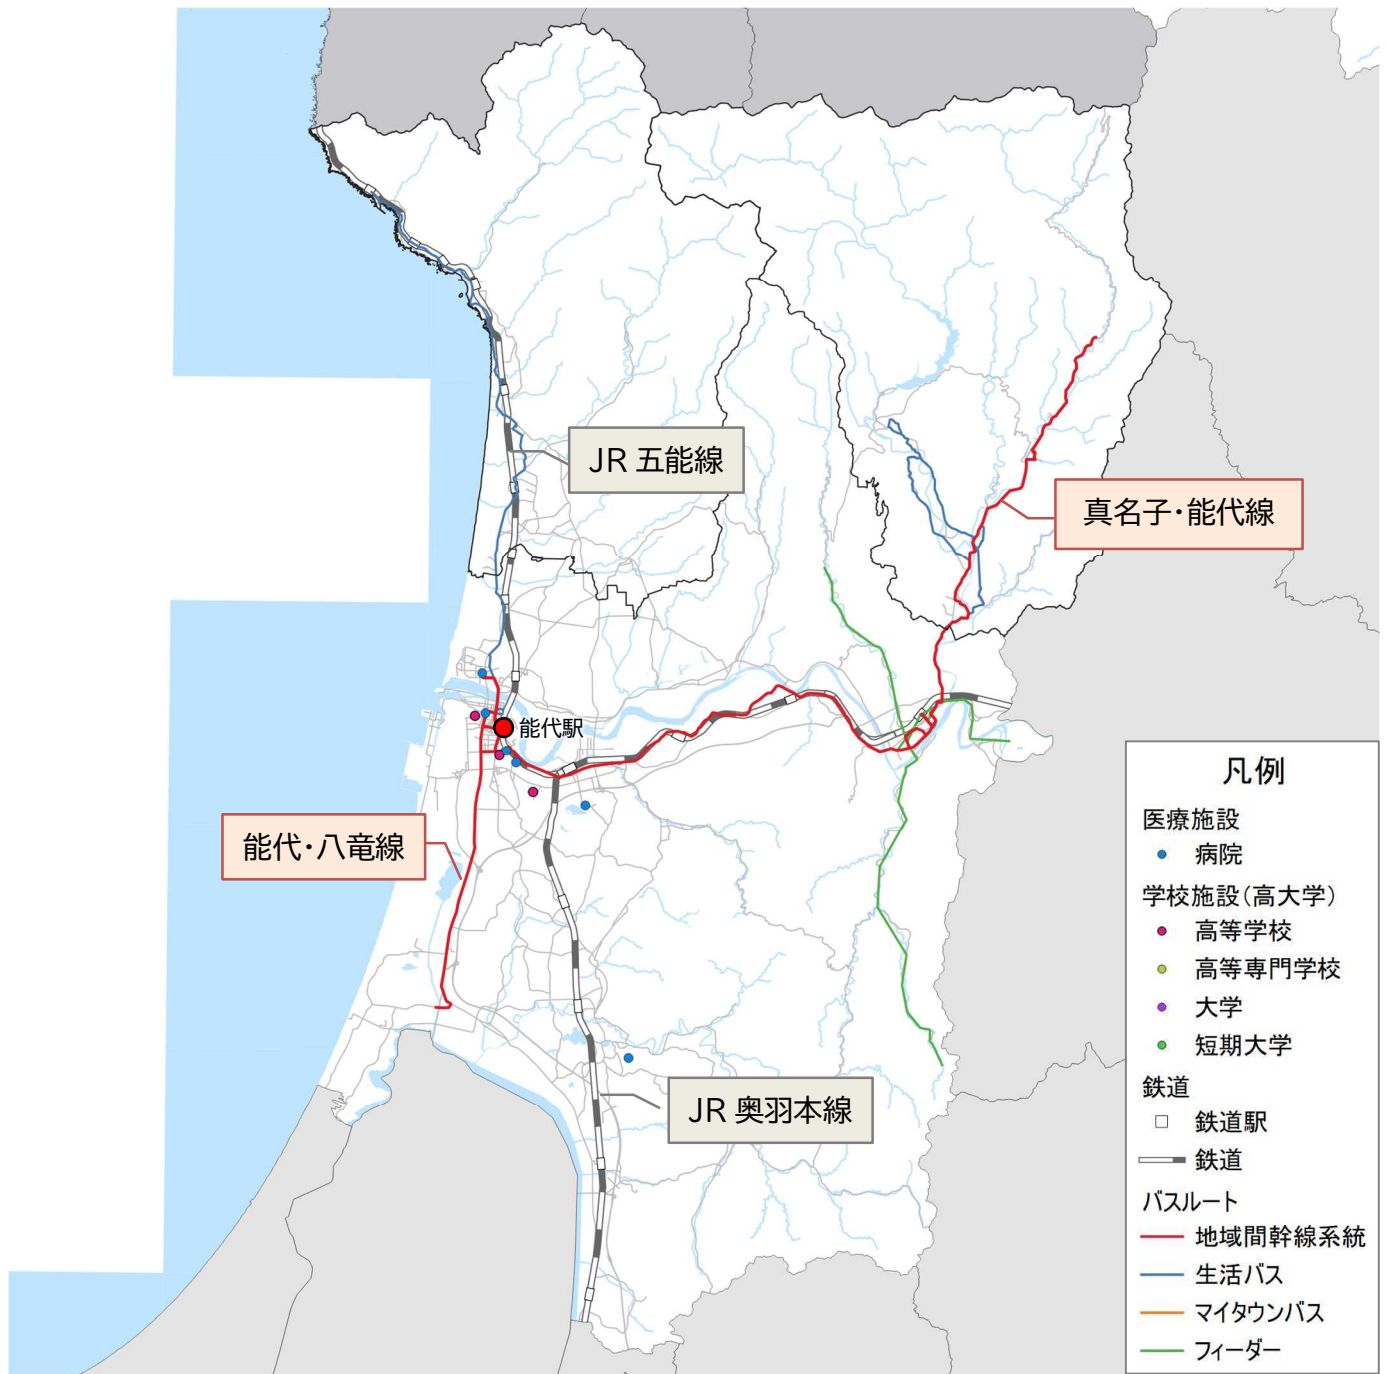 JR 五能線
真名子・能代線
能代駅
能代・八竜線
JR 奥羽本線
凡例
医療施設
病院
学校施設(高大学)
高等学校
高等専門学校
大学
短期大学
鉄道
鉄道駅
鉄道
バスルート
地域間幹線系統
生活バス
マイタウンバス
フィーダー